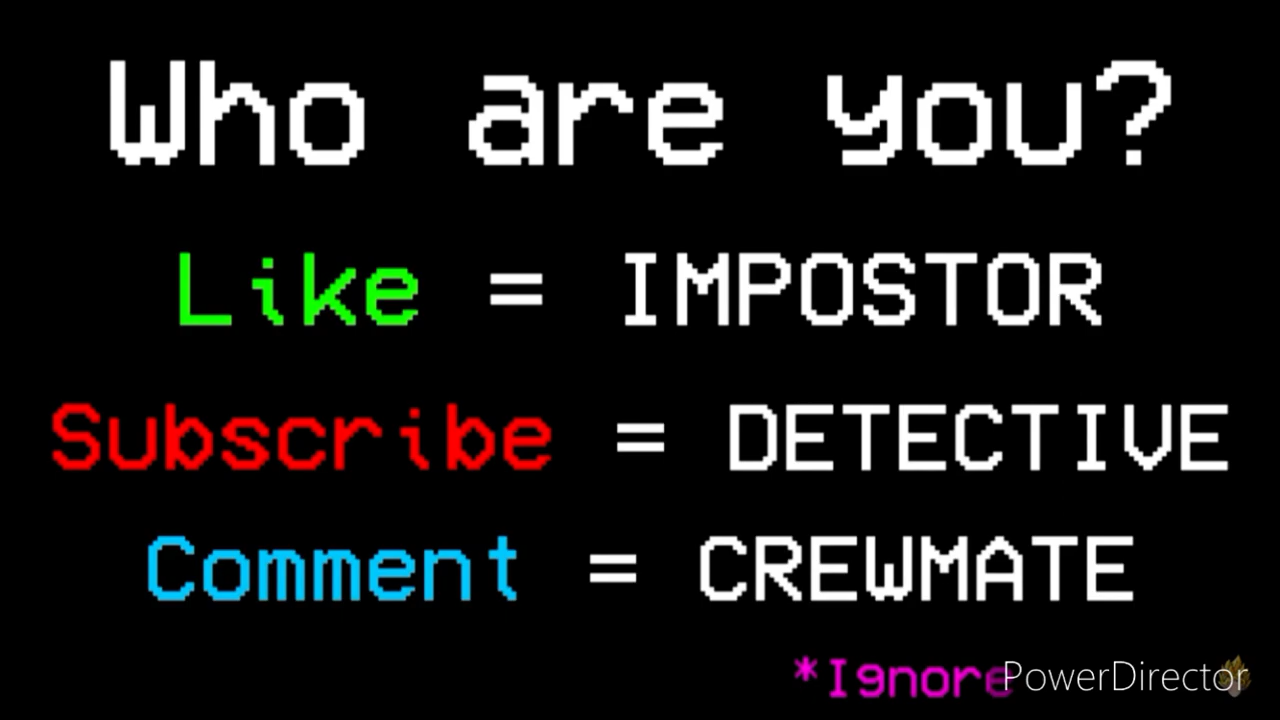 Who are you?
Like = IMPOSTOR
Subscribe = DETECTIVE
Comment = CREWMATE
*Ignore PowerDirector